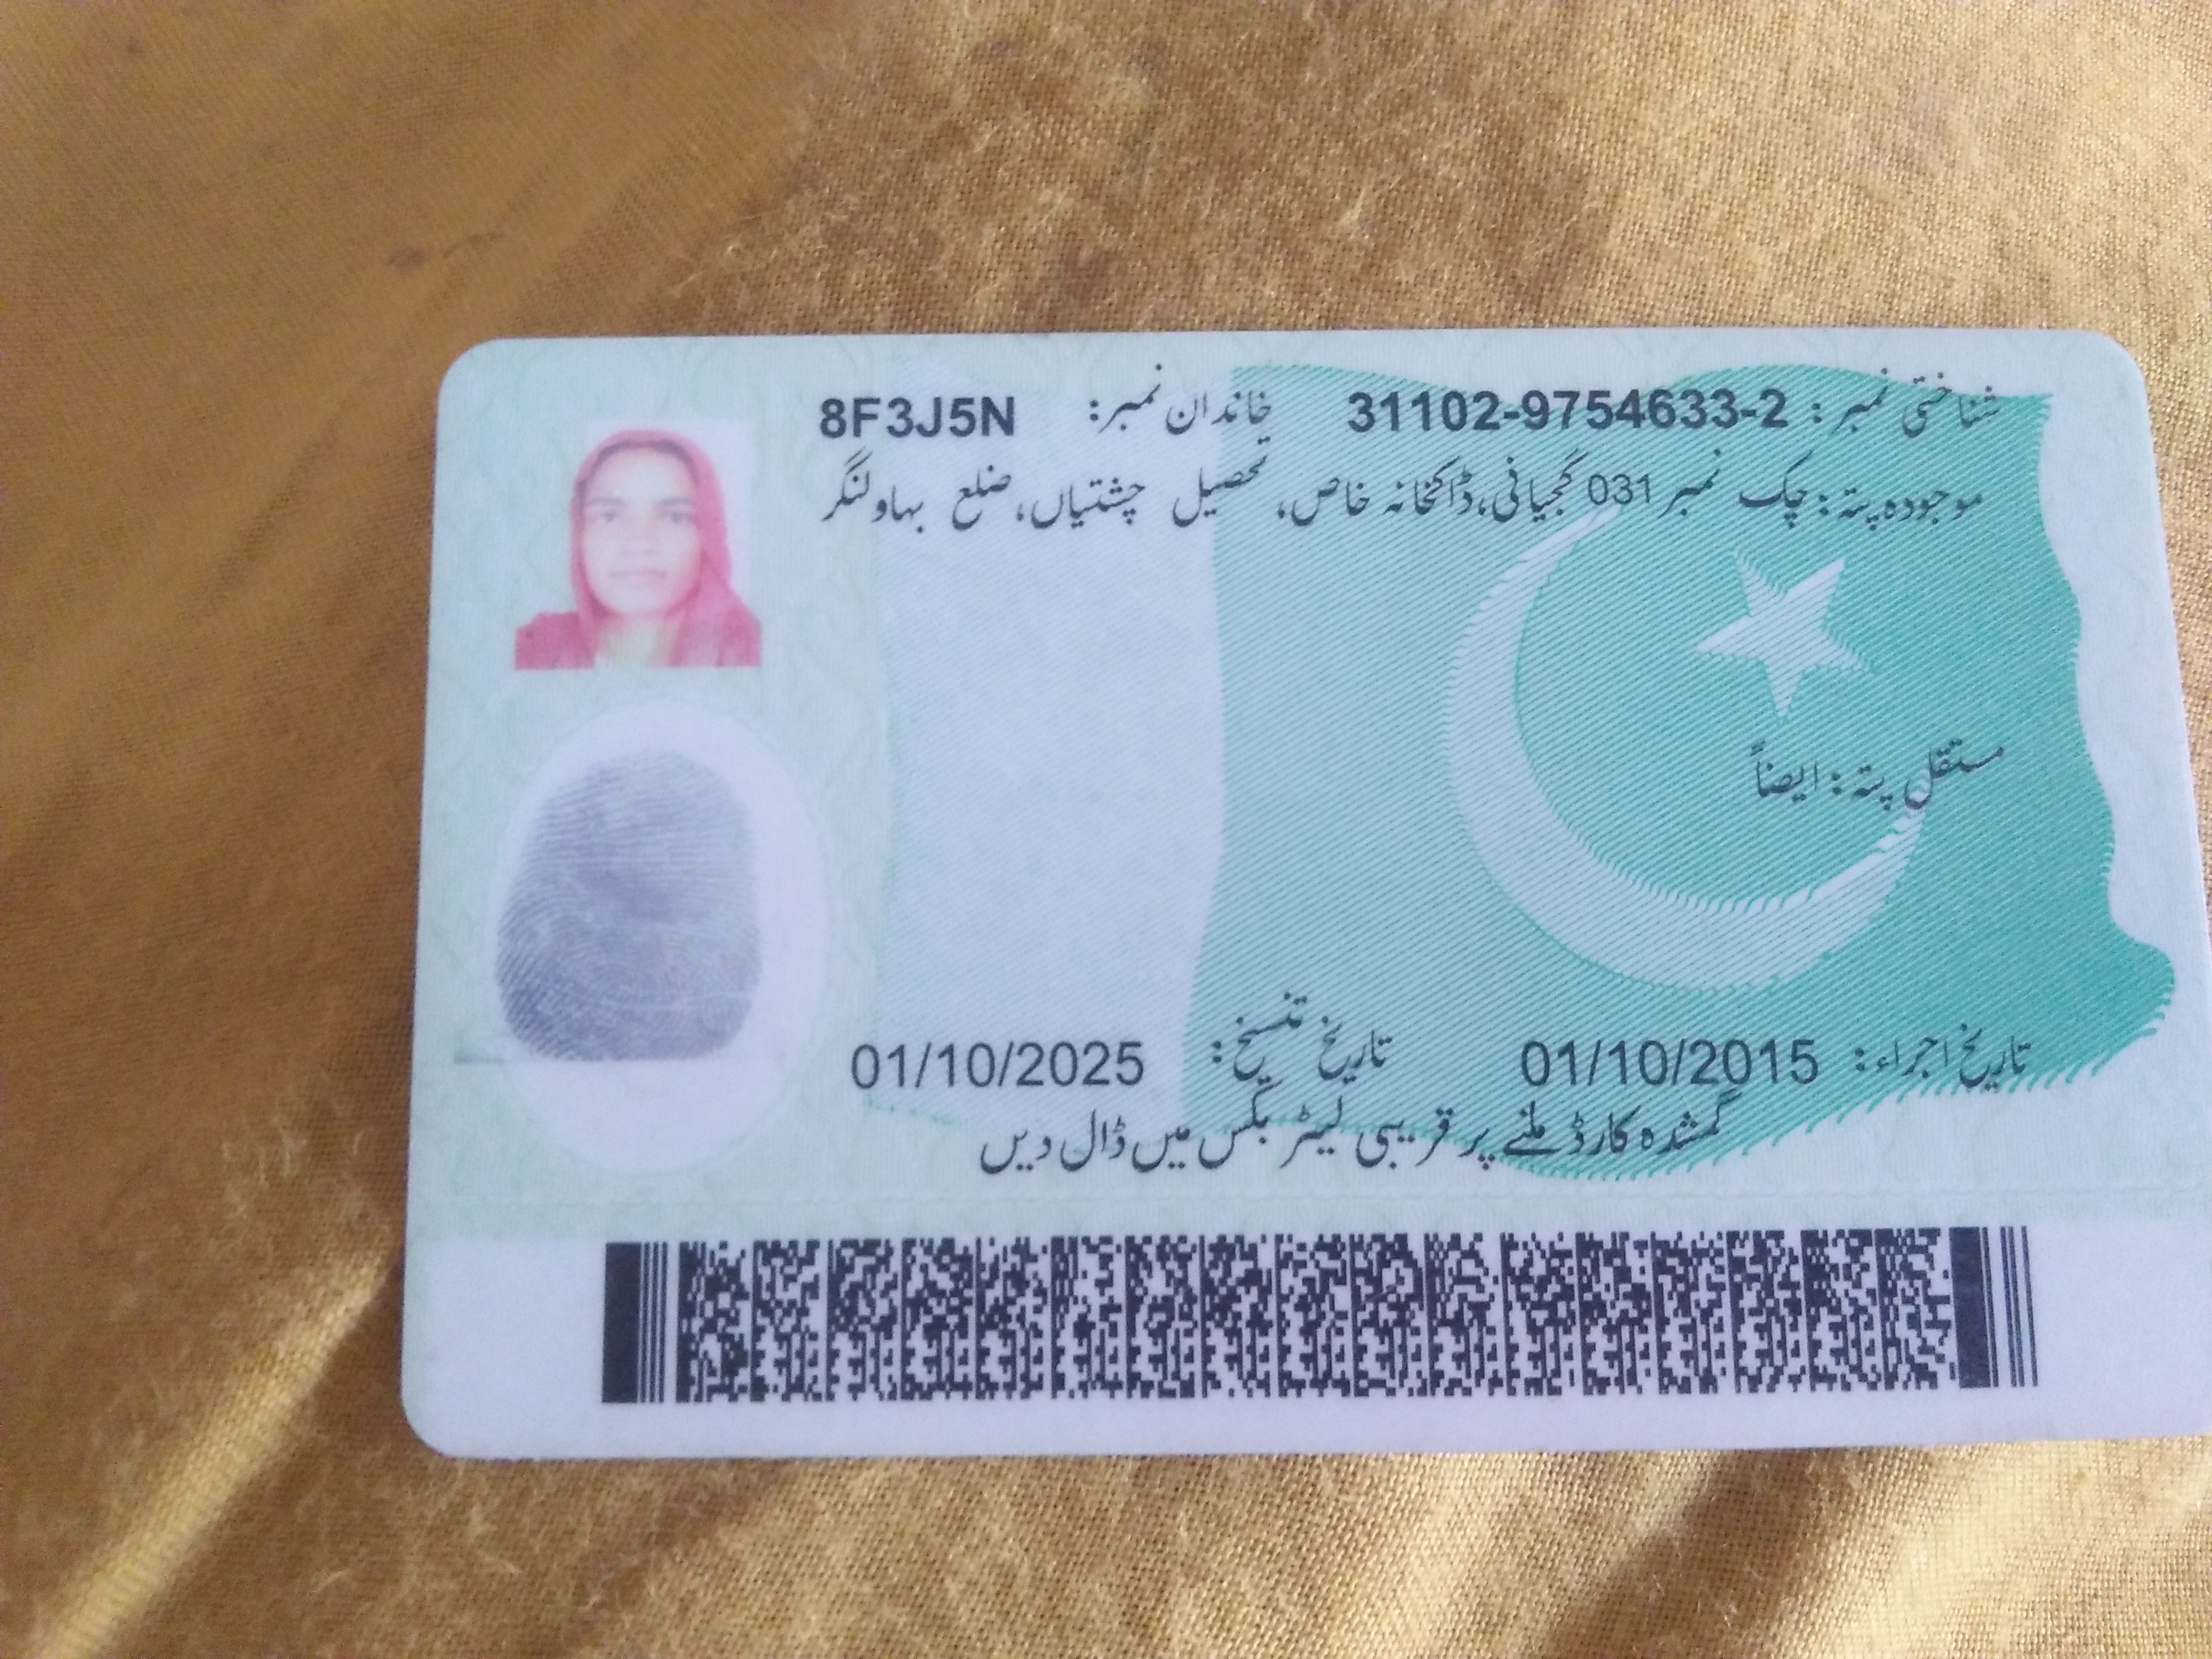 شناختی نمبر: 31102-9754633-2 خاندان نمبر: 8F3J5N
موجودہ پتہ: چک نمبر 031 گجیانی، ڈاکخانہ خاص، تحصیل چشتیاں، ضلع بہاولنگر
مستقل پتہ: ایضاً
تاریخ اجراء: 01/10/2015 تاریخ تنسیخ: 01/10/2025
گمشدہ کارڈ ملنے پر قریبی لیٹر بکس میں ڈال دیں